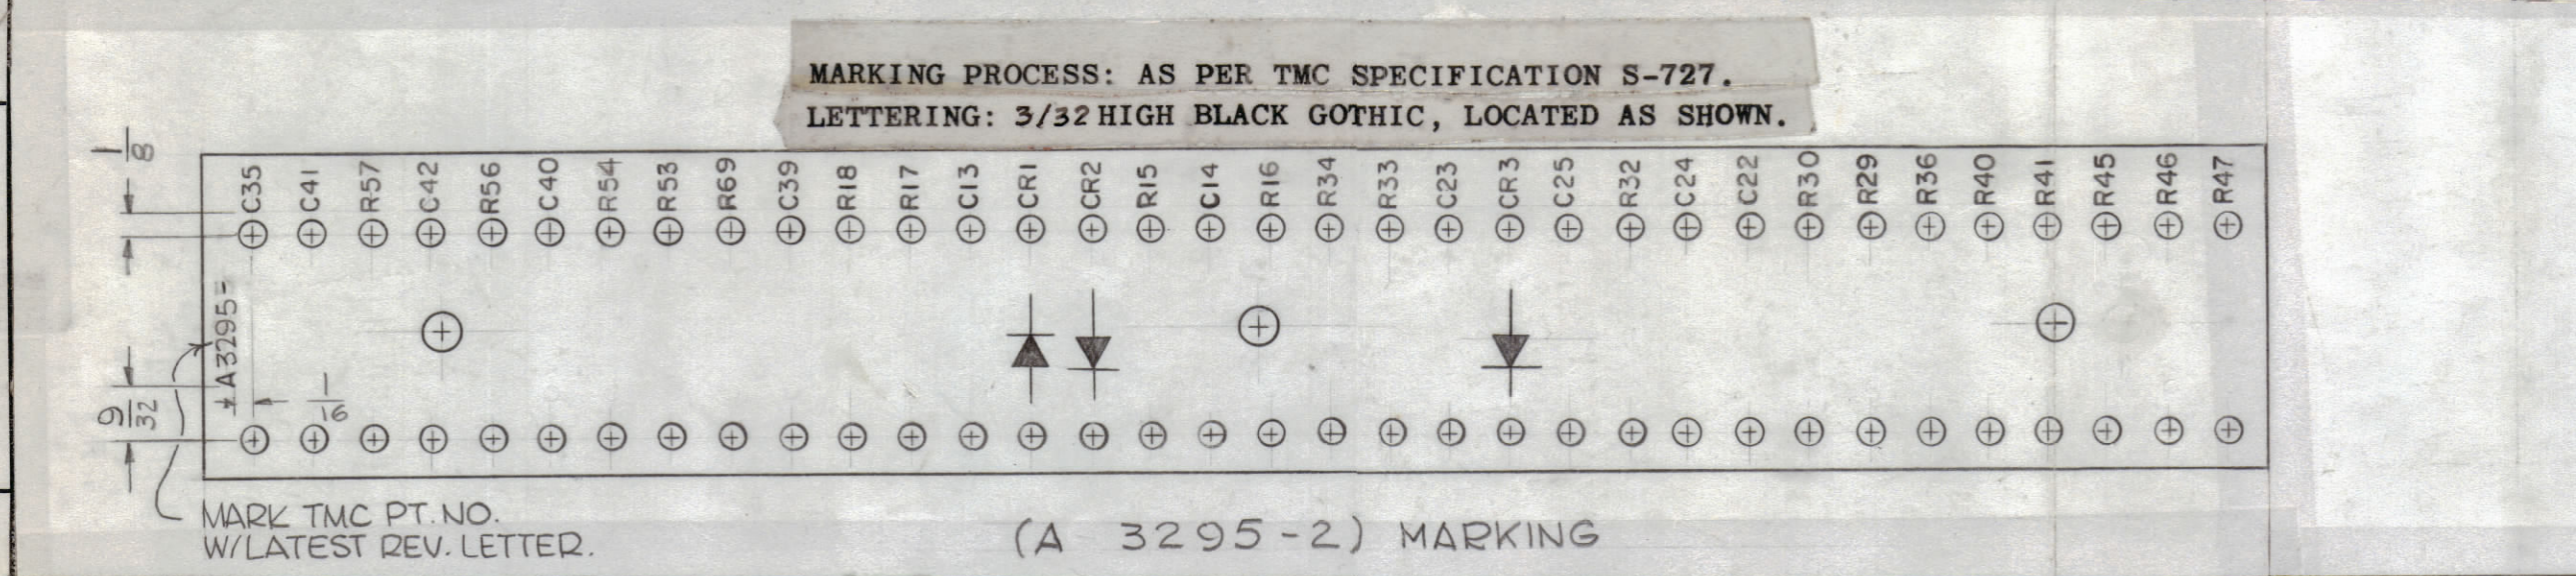 MARKING PROCESS: AS PER TMC SPECIFICATION S-727.
LETTERING: 3/32 HIGH BLACK GOTHIC, LOCATED AS SHOWN.
1/8
C35 C41 R57 C42 R56 C40 R54 R53 R69 C39 R18 R17 C13 CR1 CR2 R15 C14 R16 R34 R33 C23 CR3 C25 R32 C24 C22 R30 R29 R36 R40 R41 R45 R46 R47
A3295-
1/16
9/32
MARK TMC PT. NO.
W/LATEST REV. LETTER.
(A 3295-2) MARKING